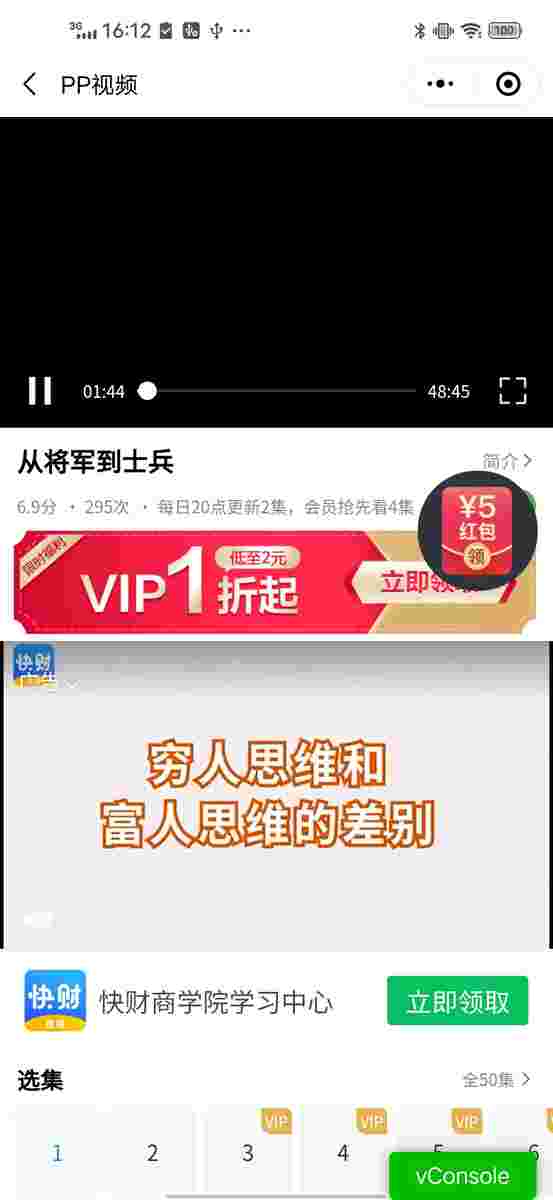 3G 16:12 100
PP视频
01:44 48:45
从将军到士兵 简介
6.9分 · 295次 · 每日20点更新2集，会员抢先看4集
¥5
红包
领
限时福利
低至2元
VIP1折起
立即领
快财
广告
穷人思维和
富人思维的差别
快财
快财商学院学习中心 立即领取
选集 全50集
VIP VIP VIP
1 2 3 4 5 6
vConsole